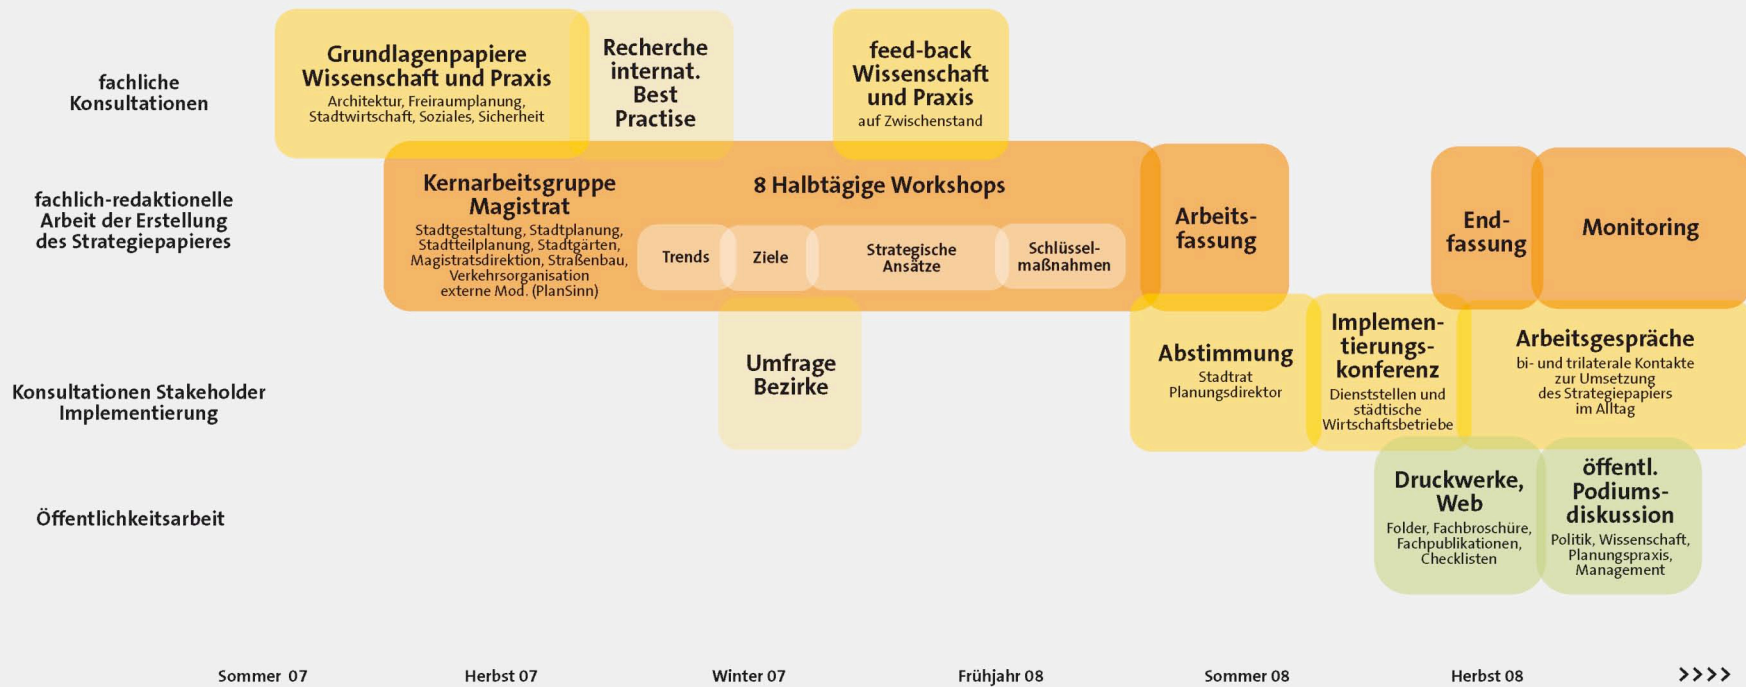 fachliche
Konsultationen
Grundlagenpapiere
Wissenschaft und Praxis
Architektur, Freiraumplanung,
Stadtwirtschaft, Soziales, Sicherheit
Recherche
internat.
Best
Practise
feed-back
Wissenschaft
und Praxis
auf Zwischenstand
fachlich-redaktionelle
Arbeit der Erstellung
des Strategiepapieres
Kernarbeitsgruppe
Magistrat
Stadtgestaltung, Stadtplanung,
Stadtteilplanung, Stadtgärten,
Magistratsdirektion, Straßenbau,
Verkehrsorganisation
externe Mod. (PlanSinn)
8 Halbtägige Workshops
Trends
Ziele
Strategische
Ansätze
Schlüssel-
maßnahmen
Arbeits-
fassung
End-
fassung
Monitoring
Konsultationen Stakeholder
Implementierung
Umfrage
Bezirke
Abstimmung
Stadtrat
Planungsdirektor
Implemen-
tierungs-
konferenz
Dienststellen und
städtische
Wirtschaftsbetriebe
Arbeitsgespräche
bi- und trilaterale Kontakte
zur Umsetzung
des Strategiepapiers
im Alltag
Öffentlichkeitsarbeit
Druckwerke,
Web
Folder, Fachbroschüre,
Fachpublikationen,
Checklisten
öffentl.
Podiums-
diskussion
Politik, Wissenschaft,
Planungspraxis,
Management
Sommer 07
Herbst 07
Winter 07
Frühjahr 08
Sommer 08
Herbst 08
>>>>